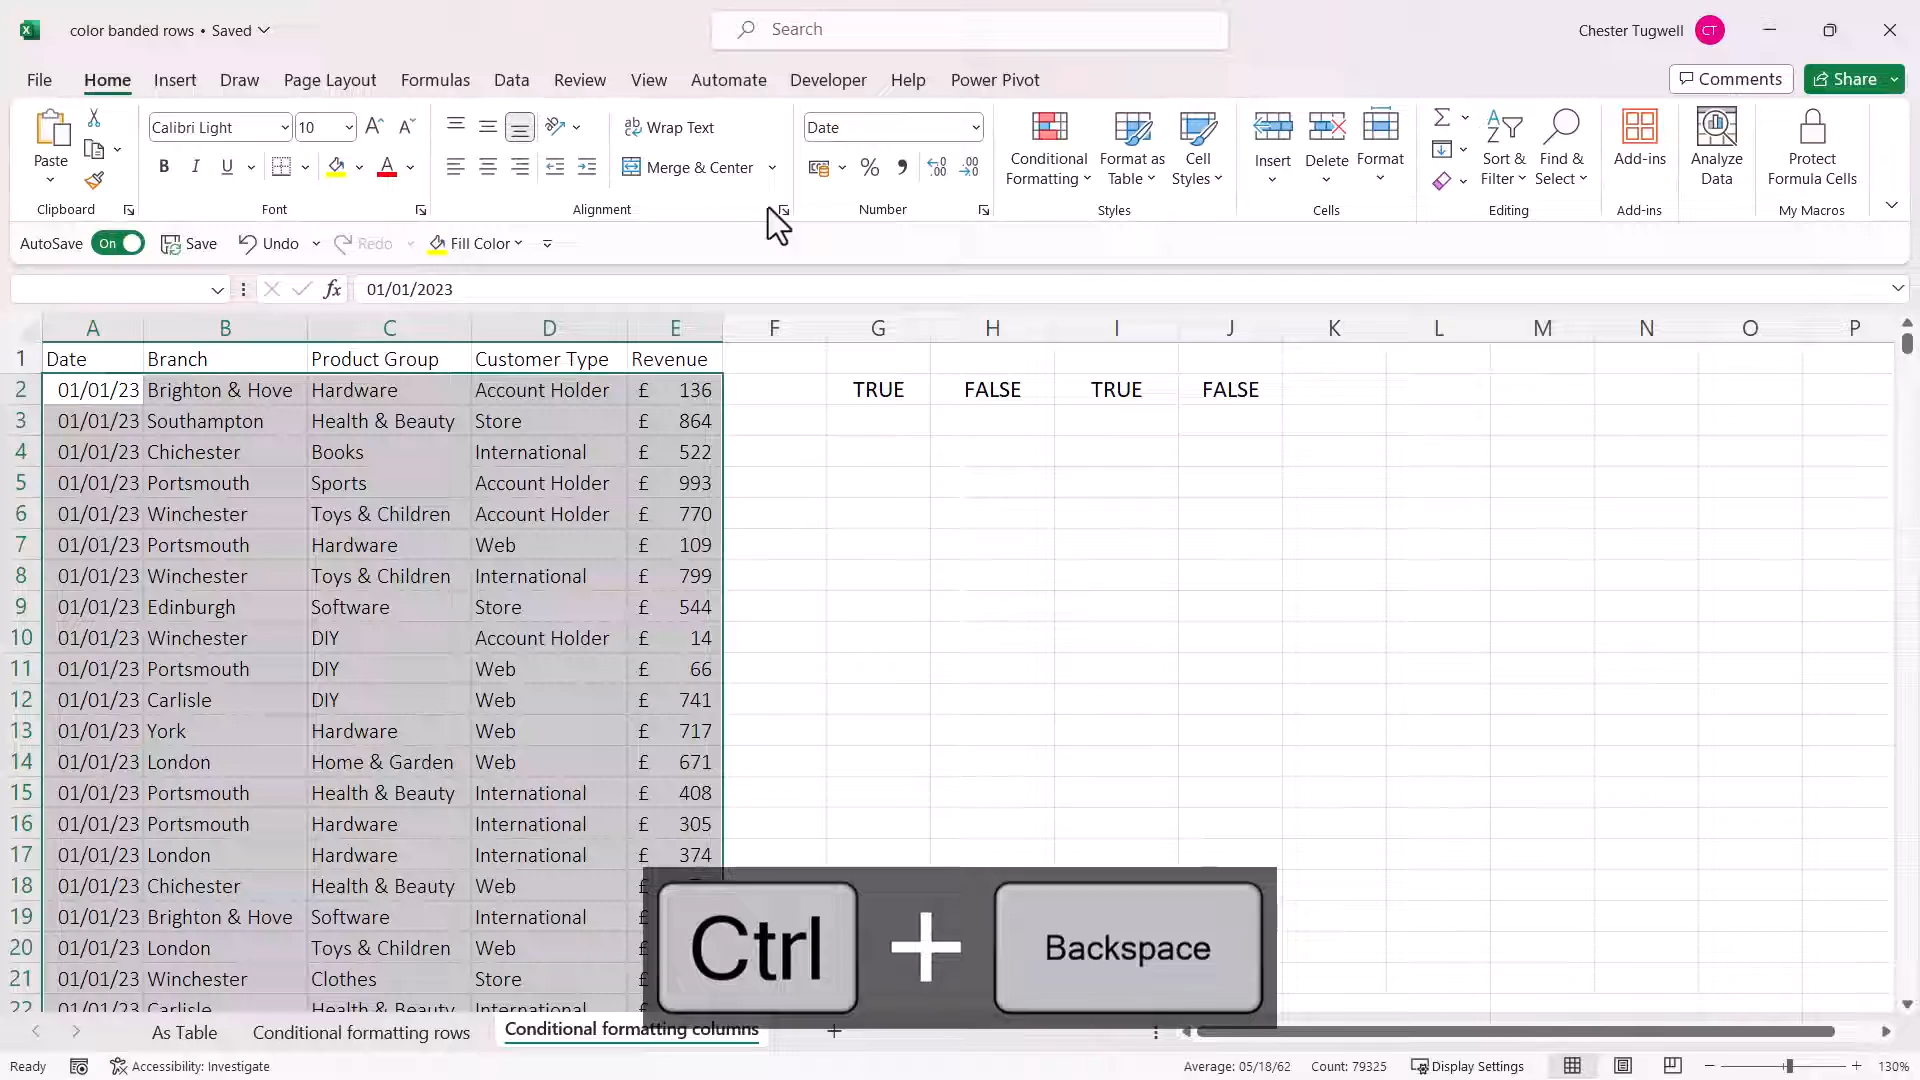 color banded rows • Saved
Search
Chester Tugwell
CT
File Home Insert Draw Page Layout Formulas Data Review View Automate Developer Help Power Pivot
Comments
Share
Paste
Clipboard
Calibri Light 10
B I U A
Font
ab Wrap Text
Merge & Center
Alignment
Date
%
Number
Conditional Formatting
Format as Table
Cell Styles
Styles
Insert
Delete
Format
Cells
Sort & Filter
Find & Select
Editing
Add-ins
Add-ins
Analyze Data
Protect Formula Cells
My Macros
AutoSave On Save Undo Redo Fill Color
fx 01/01/2023
A B C D E F G H I J K L M N O P
1 Date Branch Product Group Customer Type Revenue
2 01/01/23 Brighton & Hove Hardware Account Holder £ 136 TRUE FALSE TRUE FALSE
3 01/01/23 Southampton Health & Beauty Store £ 864
4 01/01/23 Chichester Books International £ 522
5 01/01/23 Portsmouth Sports Account Holder £ 993
6 01/01/23 Winchester Toys & Children Account Holder £ 770
7 01/01/23 Portsmouth Hardware Web £ 109
8 01/01/23 Winchester Toys & Children International £ 799
9 01/01/23 Edinburgh Software Store £ 544
10 01/01/23 Winchester DIY Account Holder £ 14
11 01/01/23 Portsmouth DIY Web £ 66
12 01/01/23 Carlisle DIY Web £ 741
13 01/01/23 York Hardware Web £ 717
14 01/01/23 London Home & Garden Web £ 671
15 01/01/23 Portsmouth Health & Beauty International £ 408
16 01/01/23 Portsmouth Hardware International £ 305
17 01/01/23 London Hardware International £ 374
18 01/01/23 Chichester Health & Beauty Web
19 01/01/23 Brighton & Hove Software International
20 01/01/23 London Toys & Children Web
21 01/01/23 Winchester Clothes Store
22 01/01/23 Carlisle Health & Beauty International
Ctrl + Backspace
As Table Conditional formatting rows Conditional formatting columns
Ready Accessibility: Investigate Average: 05/18/62 Count: 79325 Display Settings 130%